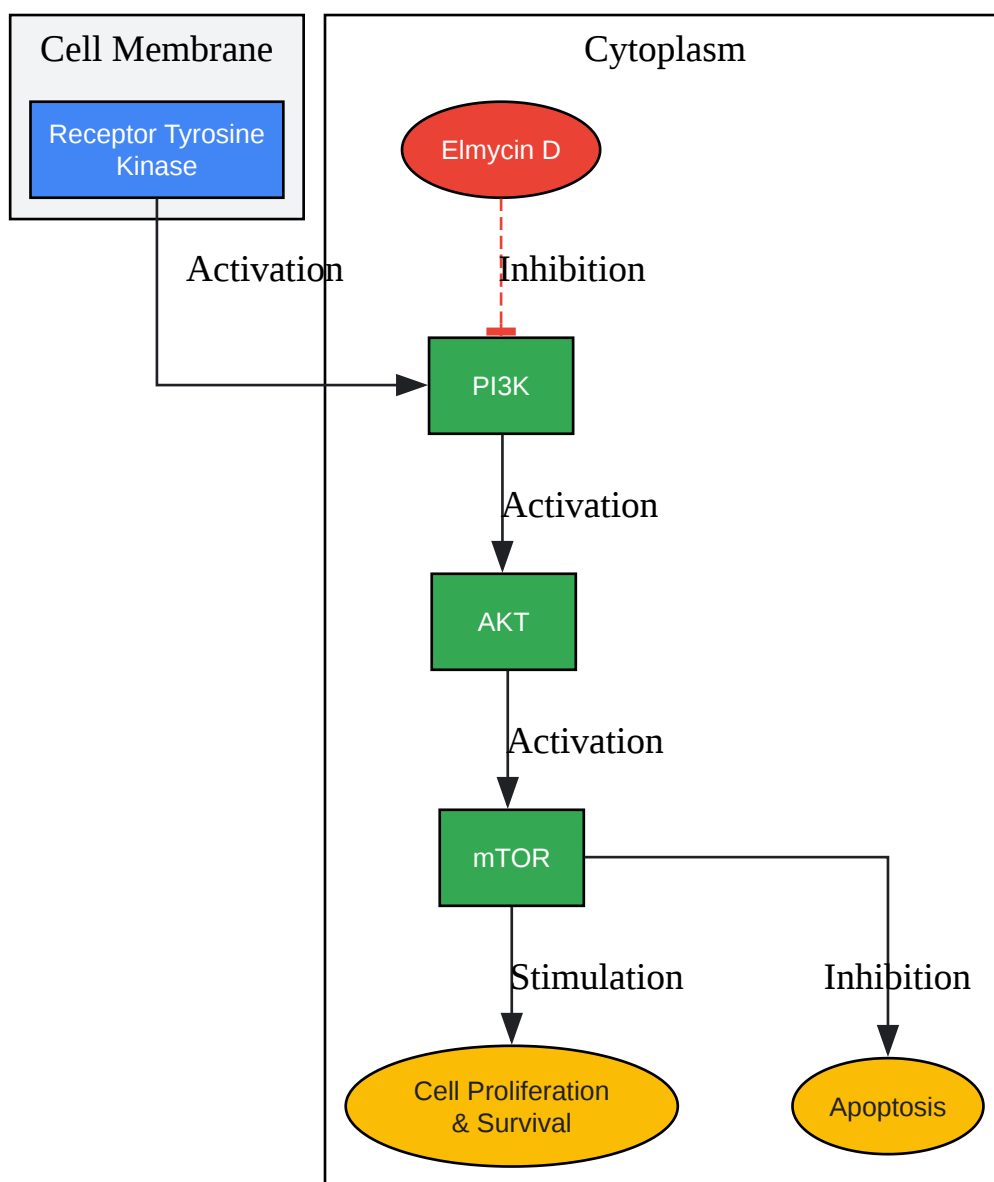 Cell Membrane
Cytoplasm
Receptor Tyrosine
Kinase
Elmycin D
Activation
Inhibition
PI3K
Activation
AKT
Activation
mTOR
Stimulation
Inhibition
Cell Proliferation
& Survival
Apoptosis